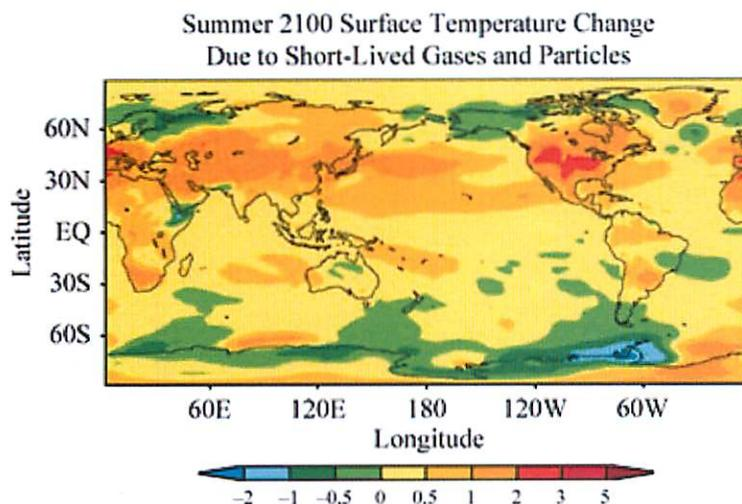 Summer 2100 Surface Temperature Change
Due to Short-Lived Gases and Particles
Latitude
60N
30N
EQ
30S
60S
60E 120E 180 120W 60W
Longitude
−2 −1 −0.5 0 0.5 1 2 3 5